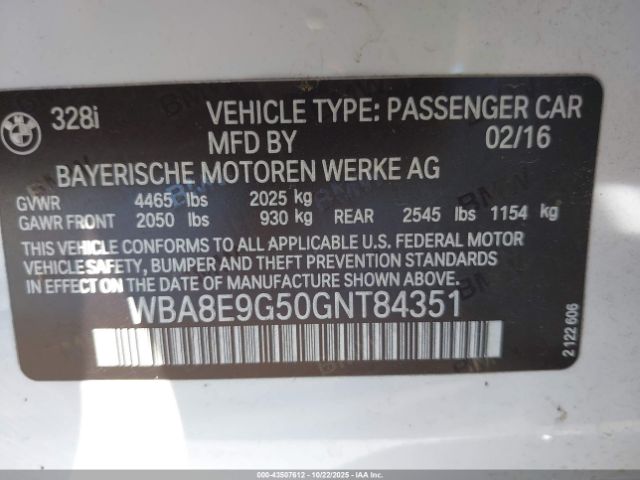 BMW 328i VEHICLE TYPE: PASSENGER CAR
MFD BY 02/16
BAYERISCHE MOTOREN WERKE AG
GVWR 4465 lbs 2025 kg
GAWR FRONT 2050 lbs 930 kg REAR 2545 lbs 1154 kg
THIS VEHICLE CONFORMS TO ALL APPLICABLE U.S. FEDERAL MOTOR
VEHICLE SAFETY, BUMPER AND THEFT PREVENTION STANDARDS
IN EFFECT ON THE DATE OF MANUFACTURE SHOWN ABOVE.
WBA8E9G50GNT84351
2 122 606
000-43507612 • 10/22/2025 • IAAI.COM